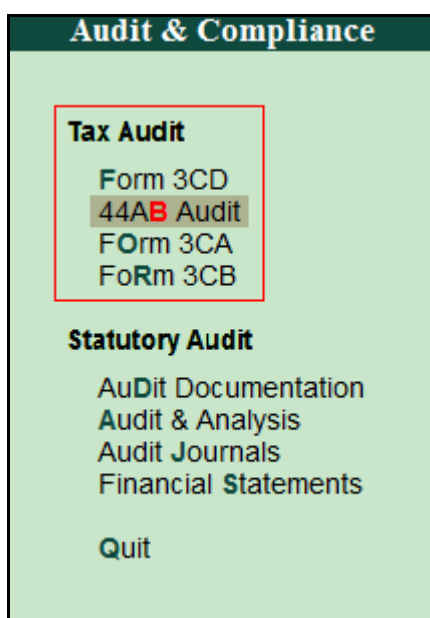 Audit & Compliance
Tax Audit
Form 3CD
44AB Audit
FOrm 3CA
FoRm 3CB
Statutory Audit
AuDit Documentation
Audit & Analysis
Audit Journals
Financial Statements
Quit